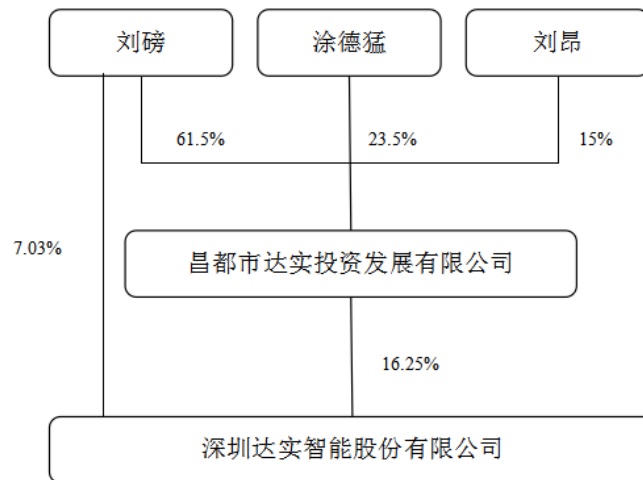 刘磅
涂德猛
刘昂
61.5%
23.5%
15%
7.03%
昌都市达实投资发展有限公司
16.25%
深圳达实智能股份有限公司